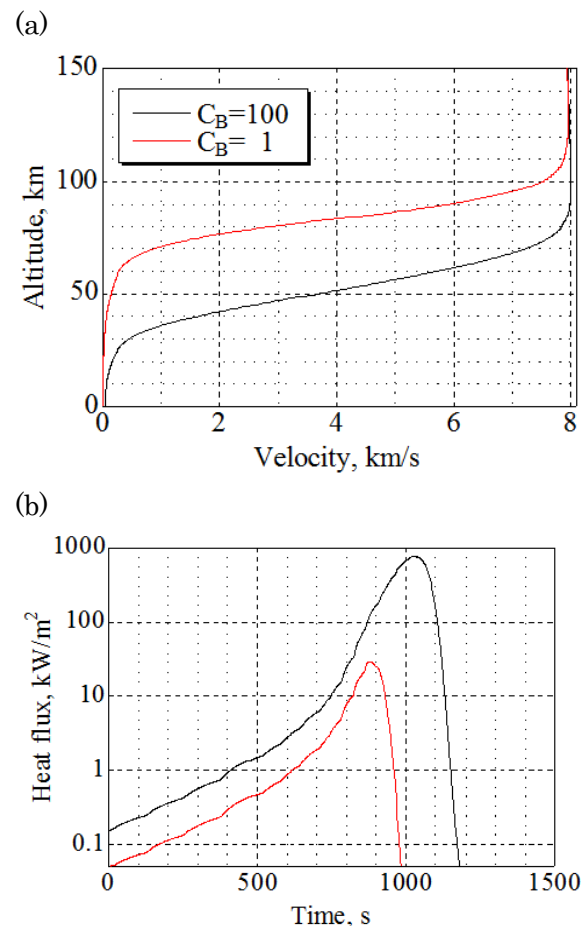 (a)
150
100
50
0
Altitude, km
C_B=100
C_B= 1
0 2 4 6 8
Velocity, km/s
(b)
1000
100
10
1
0.1
Heat flux, kW/m²
0 500 1000 1500
Time, s